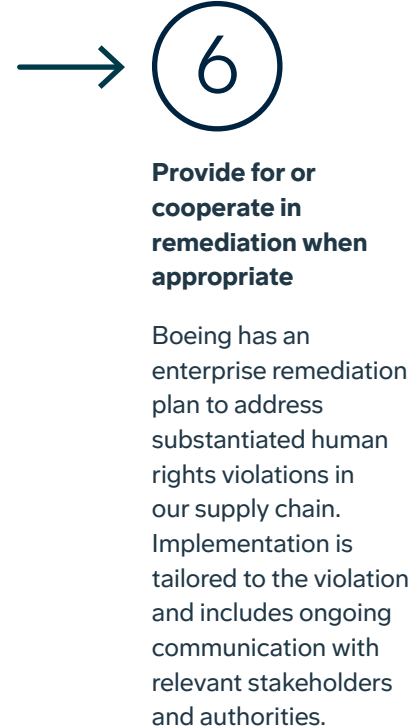 6
Provide for or
cooperate in
remediation when
appropriate
Boeing has an
enterprise remediation
plan to address
substantiated human
rights violations in
our supply chain.
Implementation is
tailored to the violation
and includes ongoing
communication with
relevant stakeholders
and authorities.